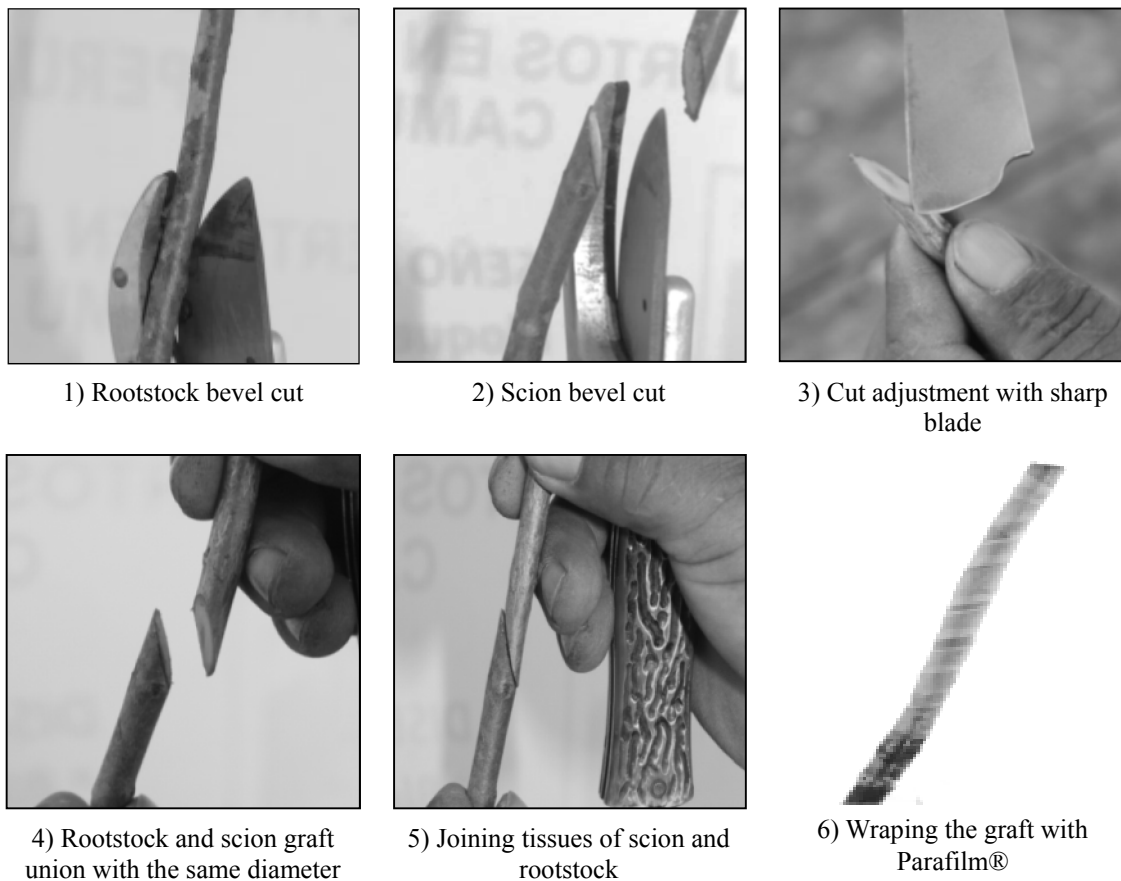 1) Rootstock bevel cut
2) Scion bevel cut
3) Cut adjustment with sharp
blade
4) Rootstock and scion graft
union with the same diameter
5) Joining tissues of scion and
rootstock
6) Wraping the graft with
Parafilm®